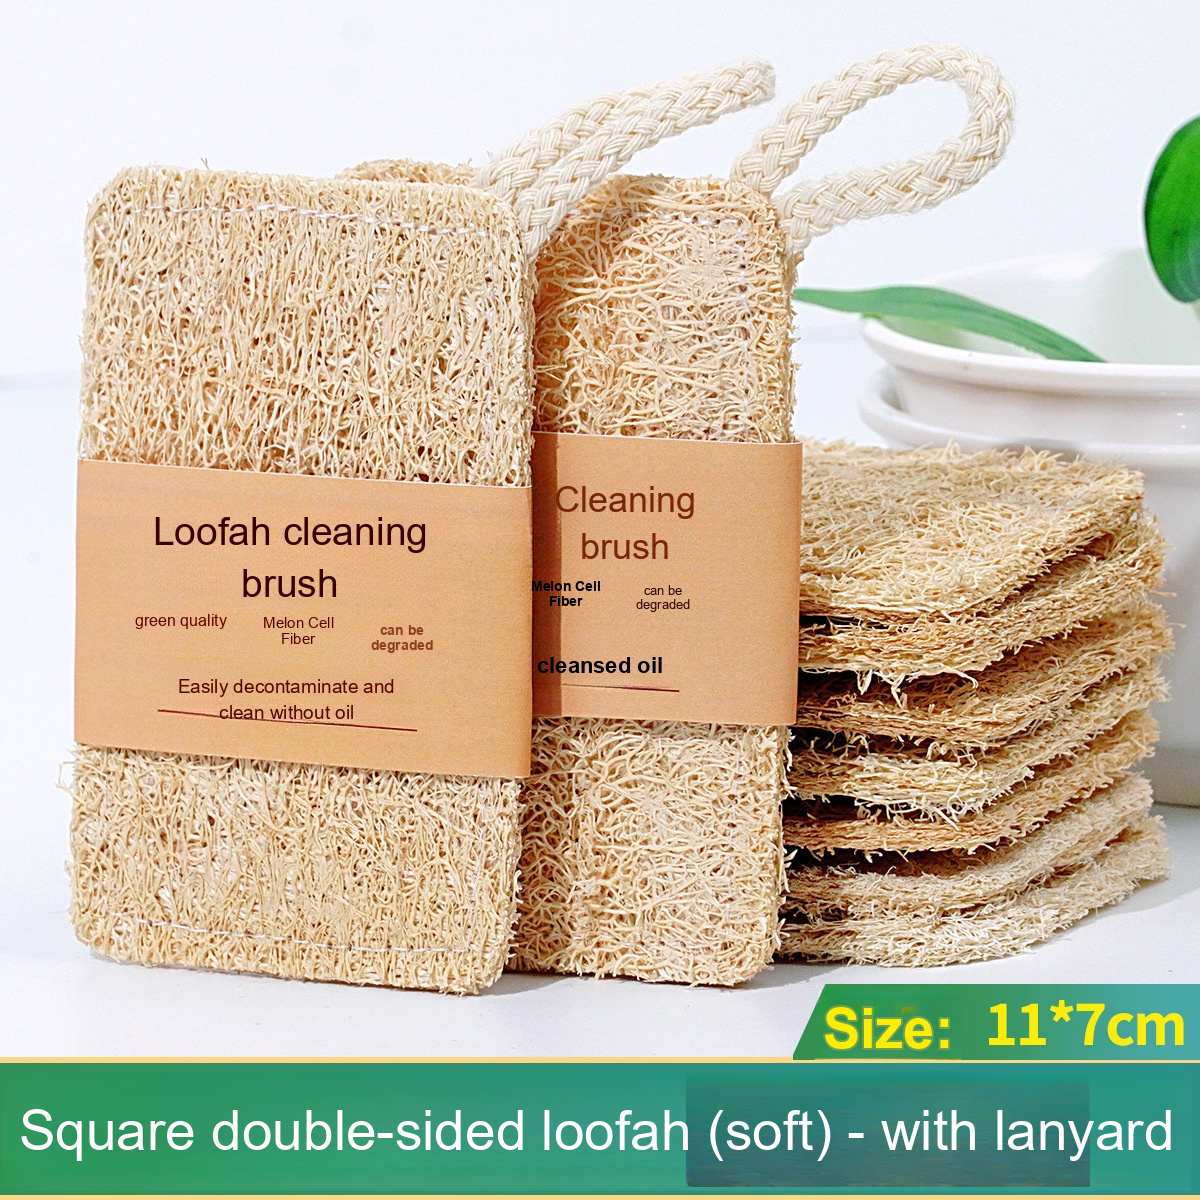 Loofah cleaning
brush
green quality
Melon Cell
Fiber
can be
degraded
Easily decontaminate and
clean without oil
Cleaning
brush
Melon Cell
Fiber
can be
degraded
cleansed oil
Size: 11*7cm
Square double-sided loofah (soft) - with lanyard